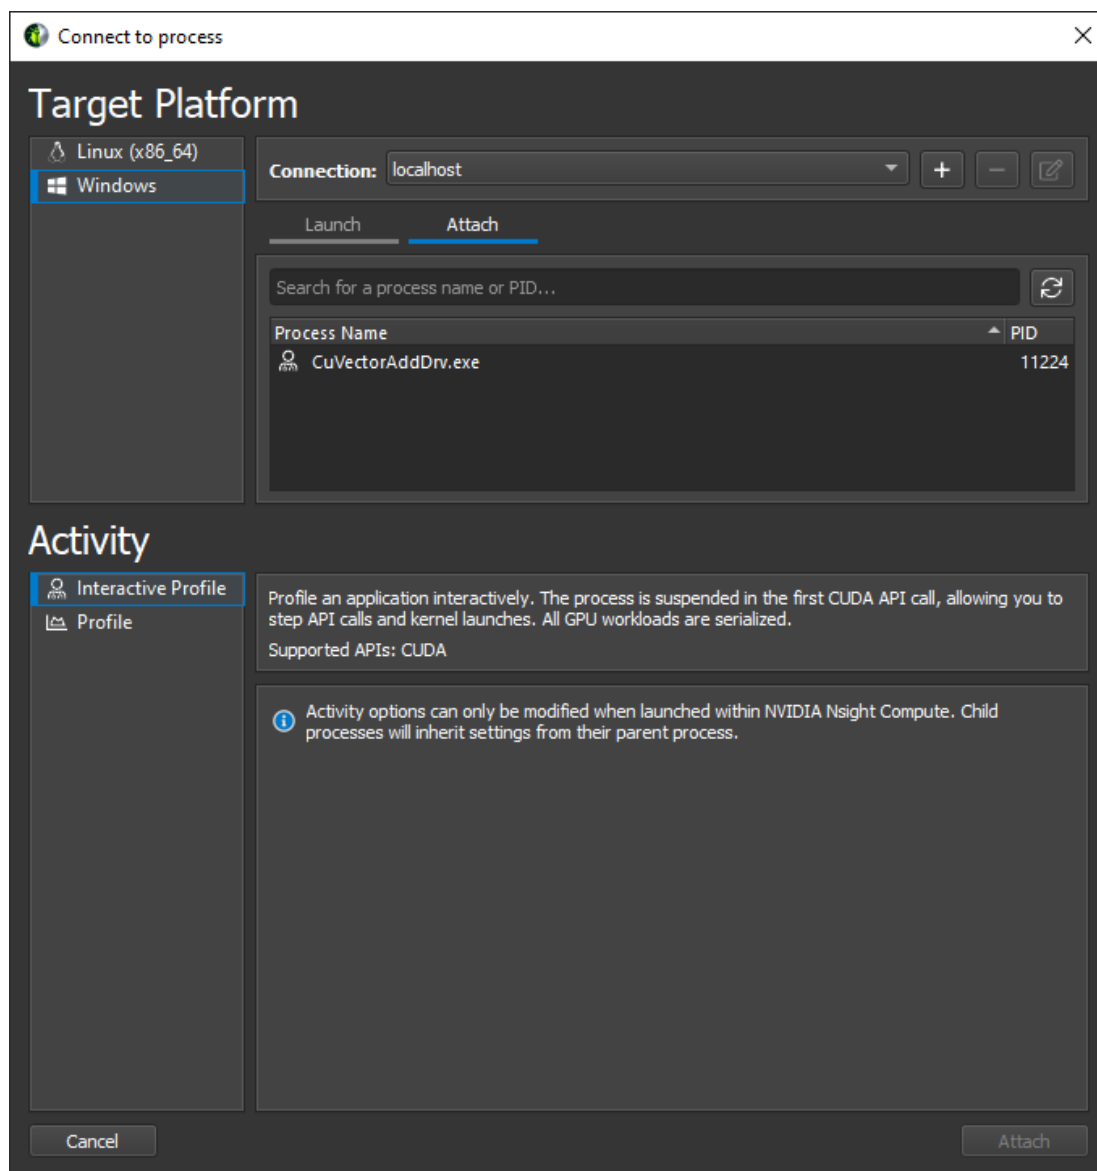 Connect to process
Target Platform
Linux (x86_64)
Windows
Connection: localhost
Launch Attach
Search for a process name or PID...
Process Name PID
CuVectorAddDrv.exe 11224
Activity
Interactive Profile
Profile
Profile an application interactively. The process is suspended in the first CUDA API call, allowing you to
step API calls and kernel launches. All GPU workloads are serialized.
Supported APIs: CUDA
Activity options can only be modified when launched within NVIDIA Nsight Compute. Child
processes will inherit settings from their parent process.
Cancel Attach